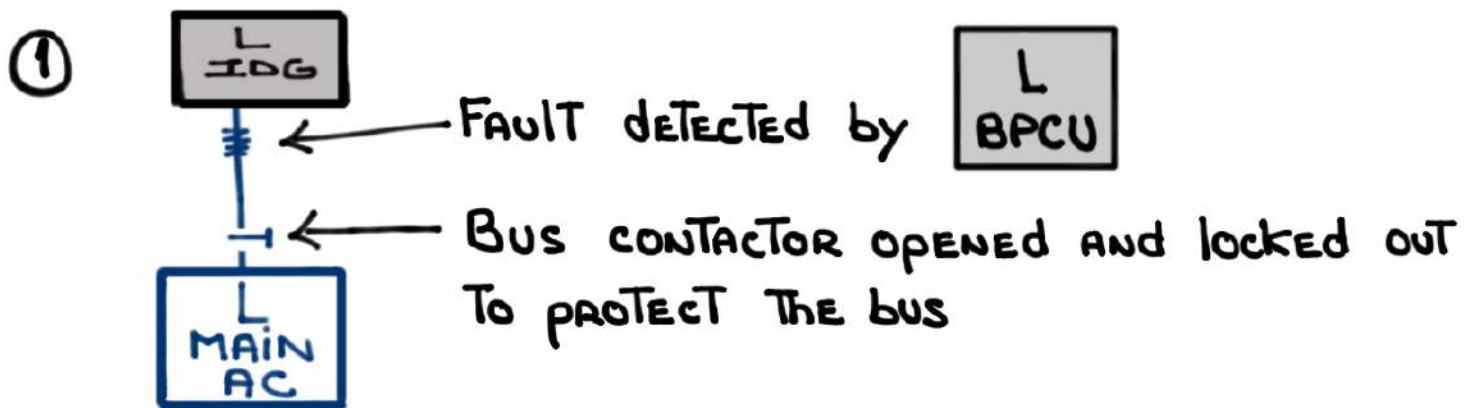 1
L
IDG
FAulT dETEcTEd by
L
BPCU
Bus coNTAcTOR opENEd ANd lockEd ouT
To pROTEcT ThE bus
L
MAiN
AC